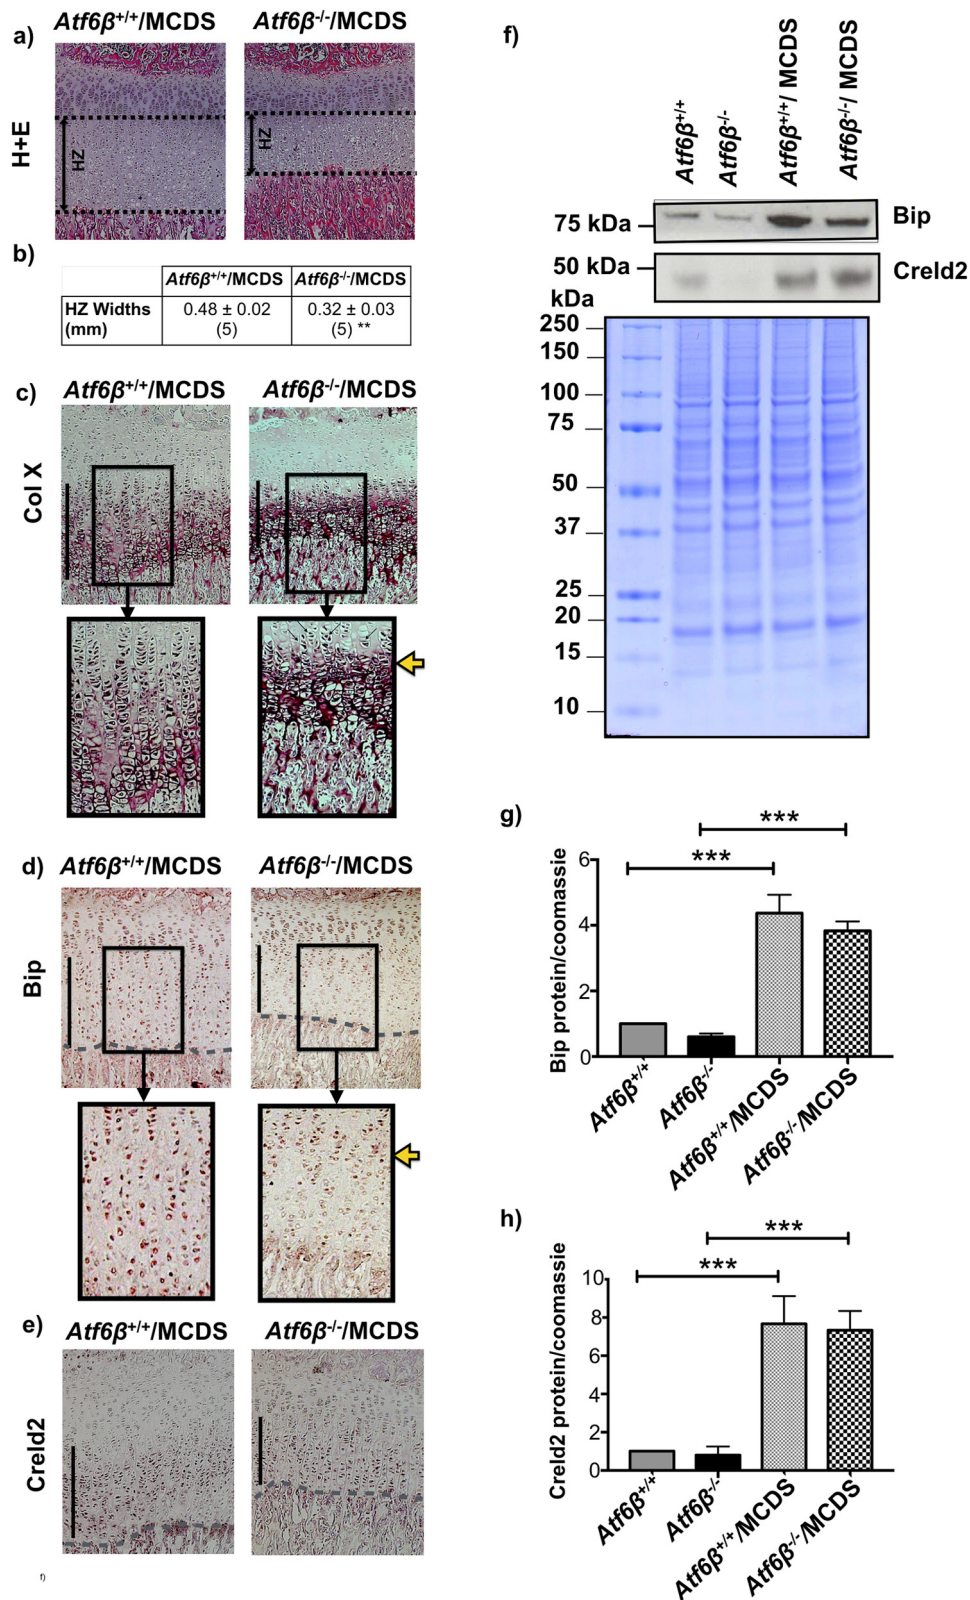 a)
Atf6β+/+/MCDS
Atf6β-/-/MCDS
H+E
HZ
HZ
b)
Atf6β+/+/MCDS
Atf6β-/-/MCDS
HZ Widths (mm)
0.48 ± 0.02 (5)
0.32 ± 0.03 (5) **
c)
Atf6β+/+/MCDS
Atf6β-/-/MCDS
Col X
d)
Atf6β+/+/MCDS
Atf6β-/-/MCDS
Bip
e)
Atf6β+/+/MCDS
Atf6β-/-/MCDS
Creld2
f)
f)
Atf6β+/+
Atf6β-/-
Atf6β+/+/ MCDS
Atf6β-/-/ MCDS
75 kDa
Bip
50 kDa
Creld2
kDa
250
150
100
75
50
37
25
20
15
10
g)
***
***
Bip protein/coomassie
6
4
2
0
Atf6β+/+
Atf6β-/-
Atf6β+/+/MCDS
Atf6β-/-/MCDS
h)
***
***
Creld2 protein/coomassie
10
8
6
4
2
0
Atf6β+/+
Atf6β-/-
Atf6β+/+/MCDS
Atf6β-/-/MCDS